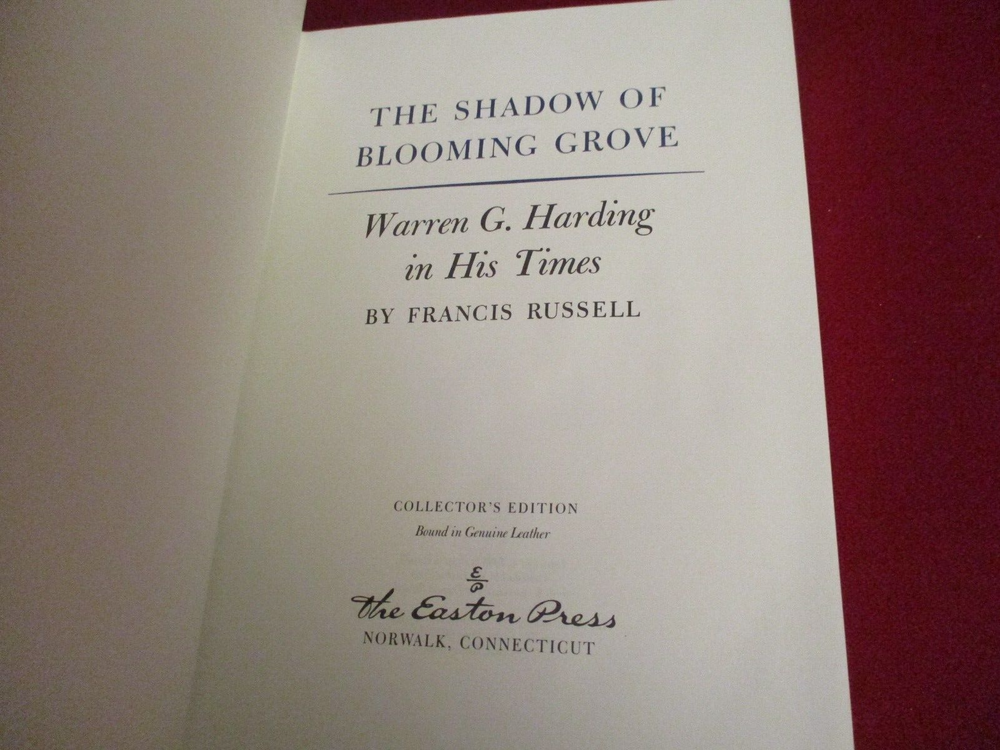 THE SHADOW OF
BLOOMING GROVE
Warren G. Harding
in His Times
BY FRANCIS RUSSELL
COLLECTOR'S EDITION
Bound in Genuine Leather
E
P
the Easton Press
NORWALK, CONNECTICUT